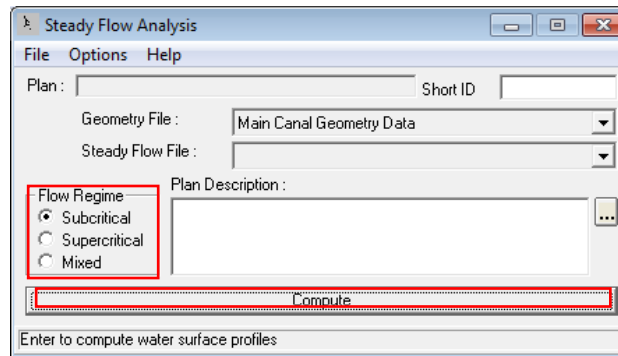 Steady Flow Analysis
File Options Help
Plan : Short ID
Geometry File : Main Canal Geometry Data
Steady Flow File :
Plan Description :
Flow Regime
Subcritical
Supercritical
Mixed
...
Compute
Enter to compute water surface profiles